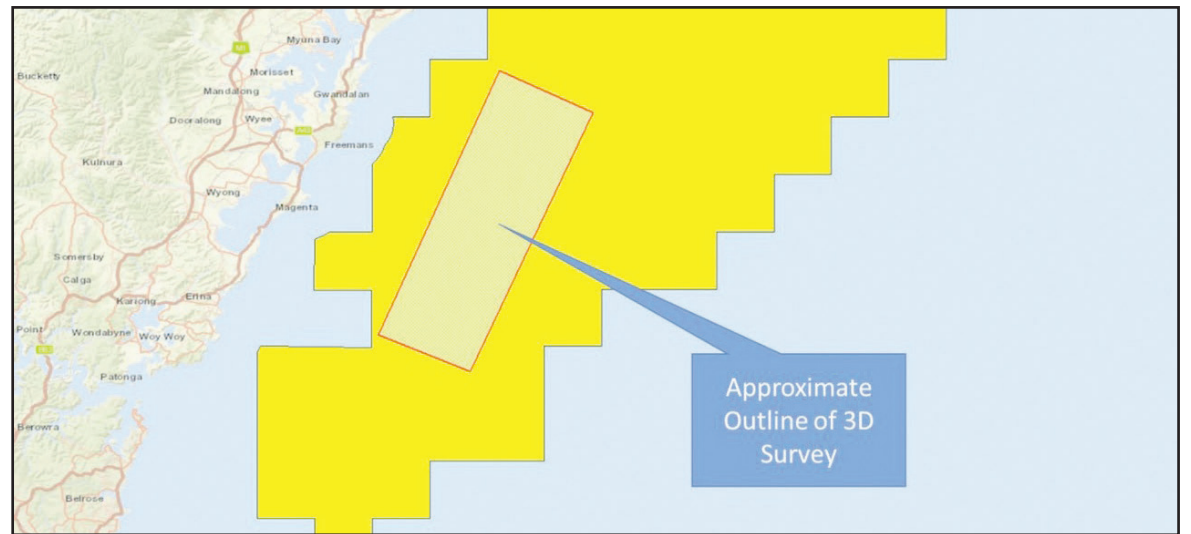 Myuna Bay
Bucketty
Morisset
Mandalong
Gwandalan
Dooralong
Wyee
Freemans
Kulnura
Wyong
Magenta
Somersby
Calga
Kariong
Erina
Point
Wondabyne
Woy Woy
Patonga
Berowra
Belrose
Approximate
Outline of 3D
Survey